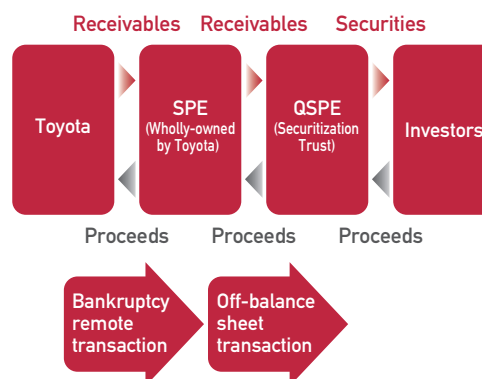 Receivables Receivables Securities
Toyota
SPE
(Wholly-owned
by Toyota)
QSPE
(Securitization
Trust)
Investors
Proceeds Proceeds Proceeds
Bankruptcy
remote
transaction
Off-balance
sheet
transaction